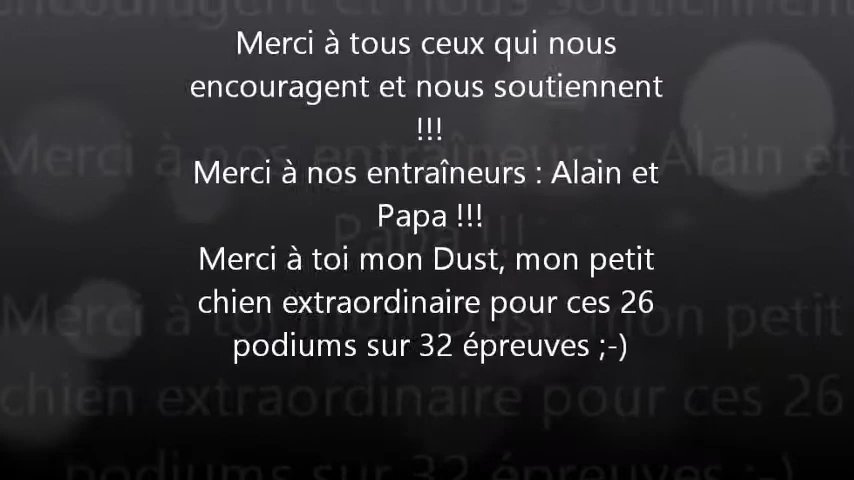 Merci à tous ceux qui nous
encouragent et nous soutiennent
!!!
Merci à nos entraîneurs : Alain et
Papa !!!
Merci à toi mon Dust, mon petit
chien extraordinaire pour ces 26
podiums sur 32 épreuves ;-)